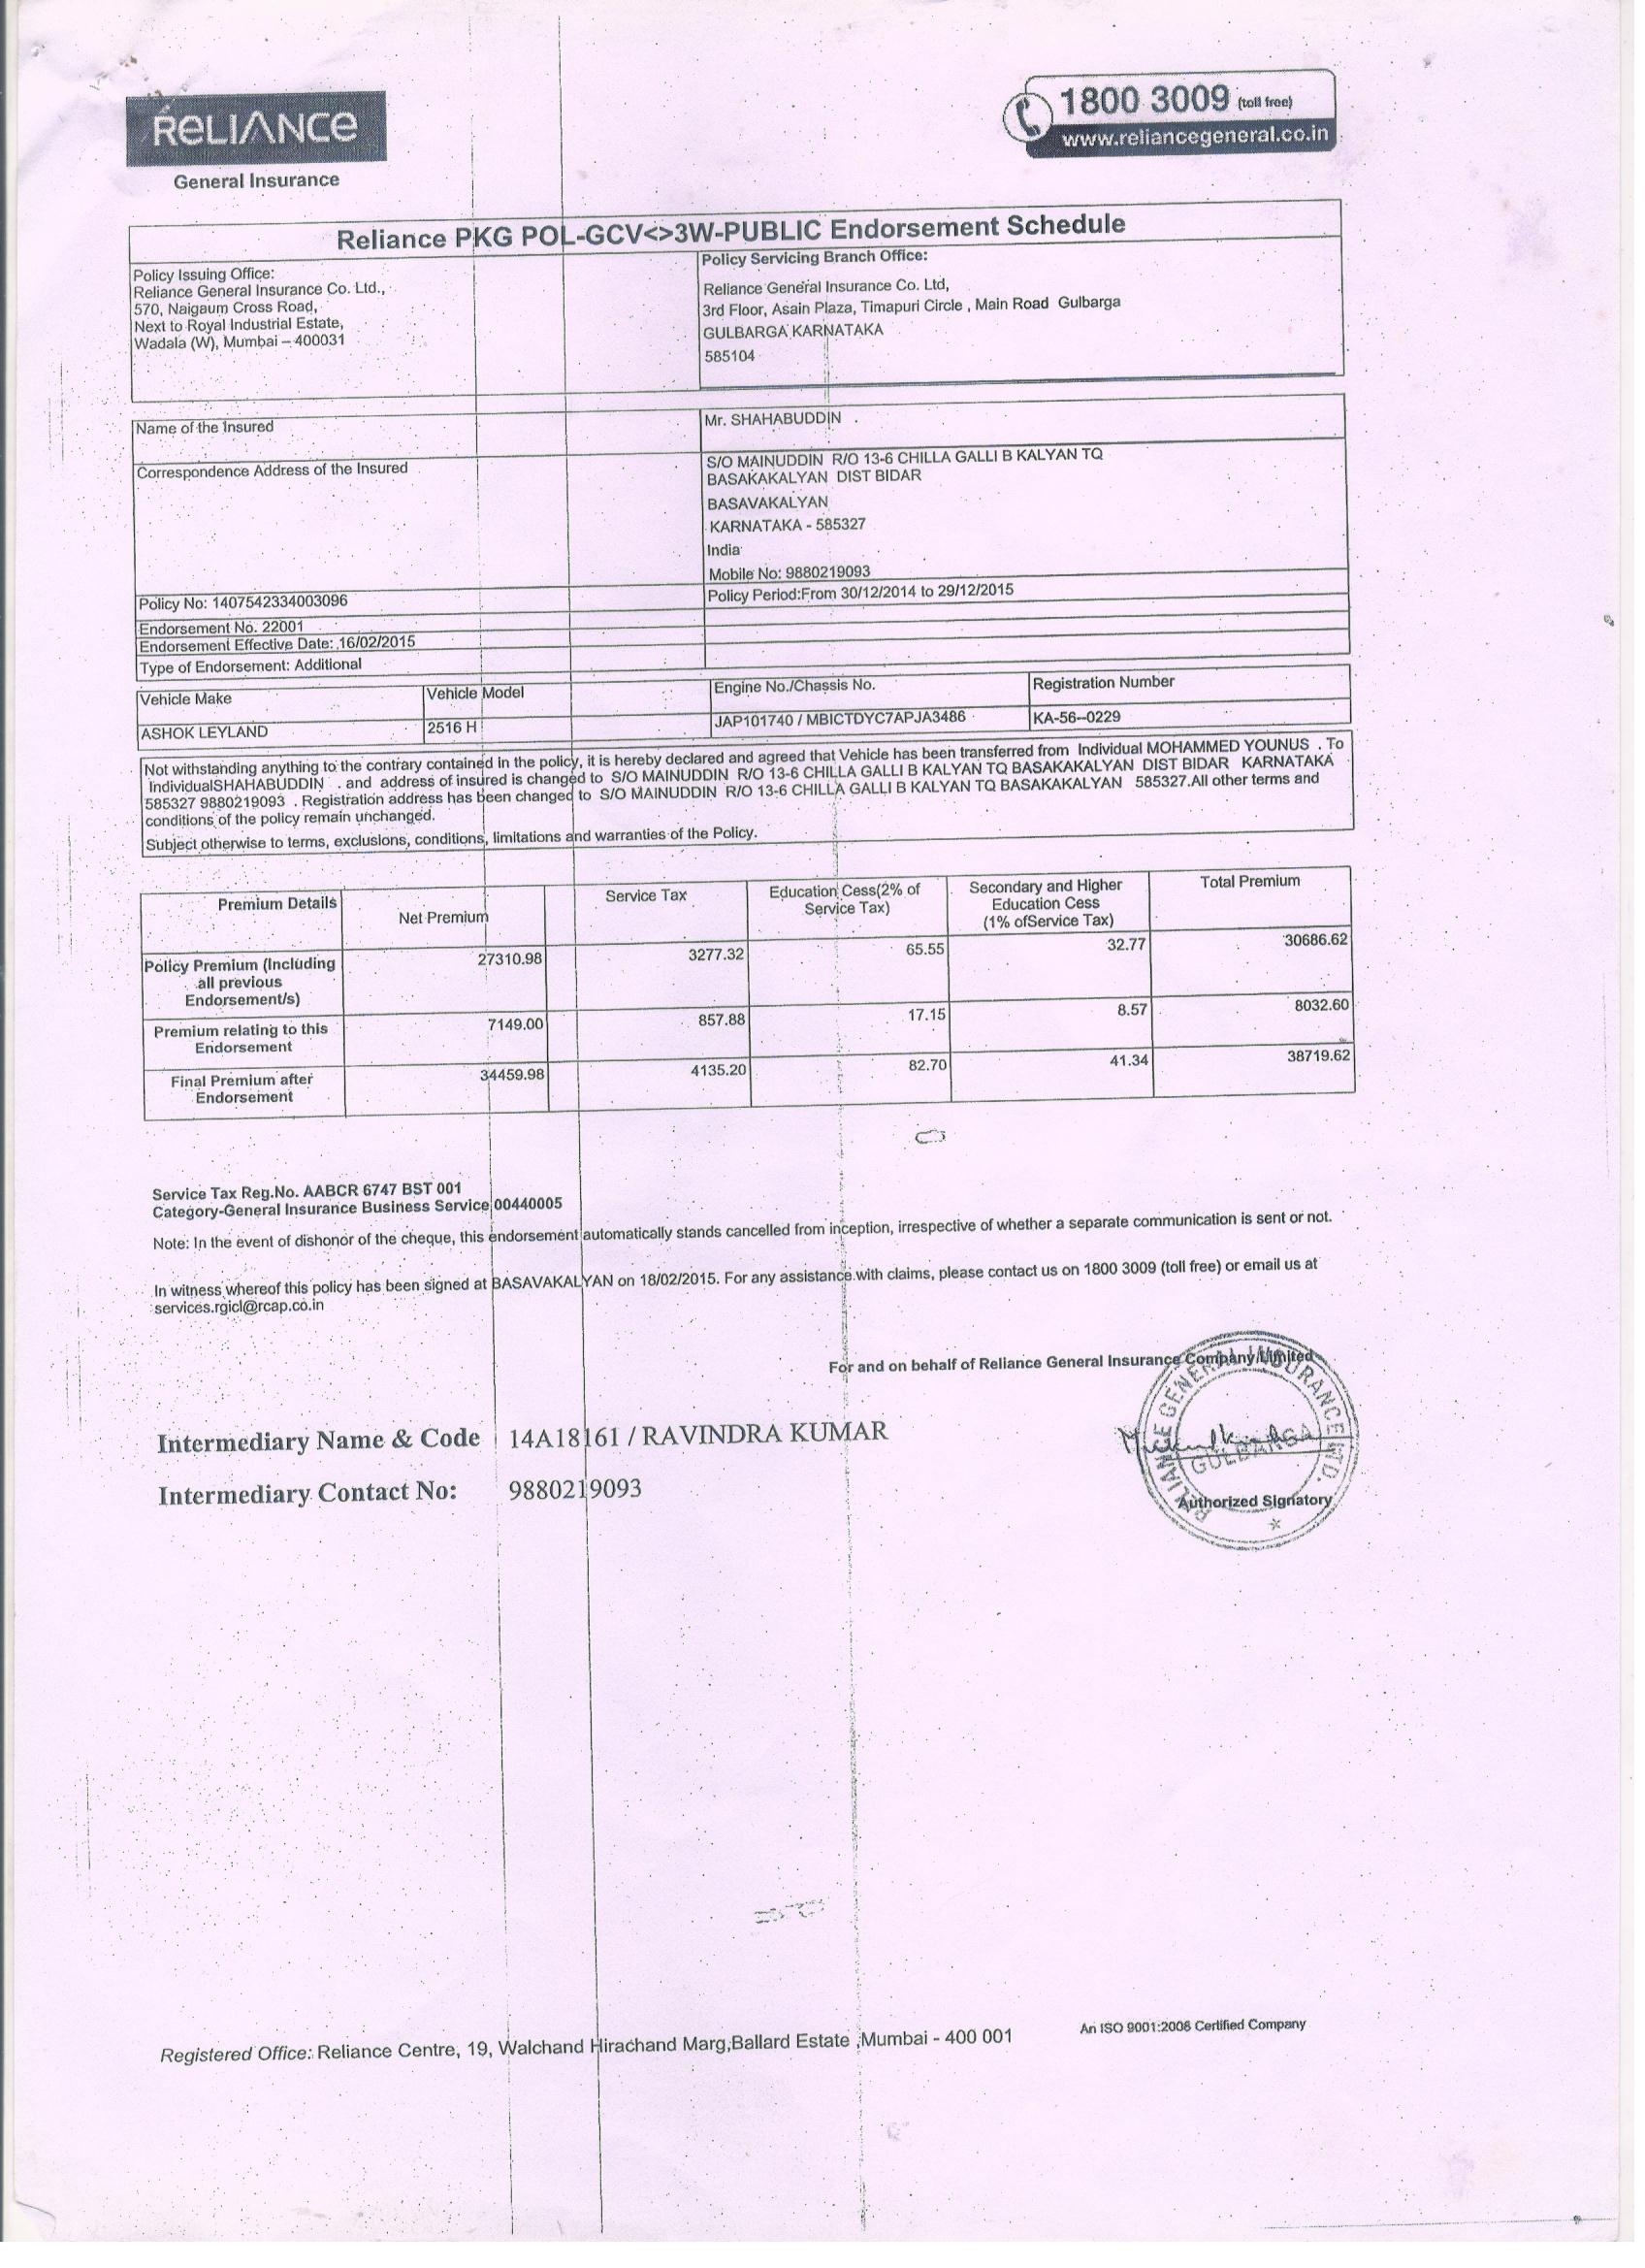 RELIANCE
General Insurance
1800 3009 (toll free)
www.reliancegeneral.co.in
Reliance PKG POL-GCV<>3W-PUBLIC Endorsement Schedule
Policy Issuing Office:
Reliance General Insurance Co. Ltd.,
570, Naigaum Cross Road,
Next to Royal Industrial Estate,
Wadala (W), Mumbai – 400031
Policy Servicing Branch Office:
Reliance General Insurance Co. Ltd,
3rd Floor, Asain Plaza, Timapuri Circle , Main Road Gulbarga
GULBARGA KARNATAKA
585104
Name of the Insured
Mr. SHAHABUDDIN .
Correspondence Address of the Insured
S/O MAINUDDIN R/O 13-6 CHILLA GALLI B KALYAN TQ
BASAKAKALYAN DIST BIDAR
BASAVAKALYAN
KARNATAKA - 585327
India
Mobile No: 9880219093
Policy No: 1407542334003096
Policy Period:From 30/12/2014 to 29/12/2015
Endorsement No. 22001
Endorsement Effective Date: 16/02/2015
Type of Endorsement: Additional
Vehicle Make Vehicle Model Engine No./Chassis No. Registration Number
ASHOK LEYLAND 2516 H JAP101740 / MBICTDYC7APJA3486 KA-56--0229
Not withstanding anything to the contrary contained in the policy, it is hereby declared and agreed that Vehicle has been transferred from Individual MOHAMMED YOUNUS . To
IndividualSHAHABUDDIN . and address of insured is changed to S/O MAINUDDIN R/O 13-6 CHILLA GALLI B KALYAN TQ BASAKAKALYAN DIST BIDAR KARNATAKA
585327 9880219093 . Registration address has been changed to S/O MAINUDDIN R/O 13-6 CHILLA GALLI B KALYAN TQ BASAKAKALYAN 585327.All other terms and
conditions of the policy remain unchanged.
Subject otherwise to terms, exclusions, conditions, limitations and warranties of the Policy.
Premium Details Net Premium Service Tax Education Cess(2% of Service Tax) Secondary and Higher Education Cess (1% ofService Tax) Total Premium
Policy Premium (Including all previous Endorsement/s) 27310.98 3277.32 65.55 32.77 30686.62
Premium relating to this Endorsement 7149.00 857.88 17.15 8.57 8032.60
Final Premium after Endorsement 34459.98 4135.20 82.70 41.34 38719.62
Service Tax Reg.No. AABCR 6747 BST 001
Category-General Insurance Business Service 00440005
Note: In the event of dishonor of the cheque, this endorsement automatically stands cancelled from inception, irrespective of whether a separate communication is sent or not.
In witness whereof this policy has been signed at BASAVAKALYAN on 18/02/2015. For any assistance with claims, please contact us on 1800 3009 (toll free) or email us at
services.rgicl@rcap.co.in
For and on behalf of Reliance General Insurance Company Limited
RELIANCE GENERAL INSURANCE LTD.
GULBARGA
Authorized Signatory
Intermediary Name & Code 14A18161 / RAVINDRA KUMAR
Intermediary Contact No: 9880219093
Registered Office: Reliance Centre, 19, Walchand Hirachand Marg,Ballard Estate ,Mumbai - 400 001
An ISO 9001:2008 Certified Company